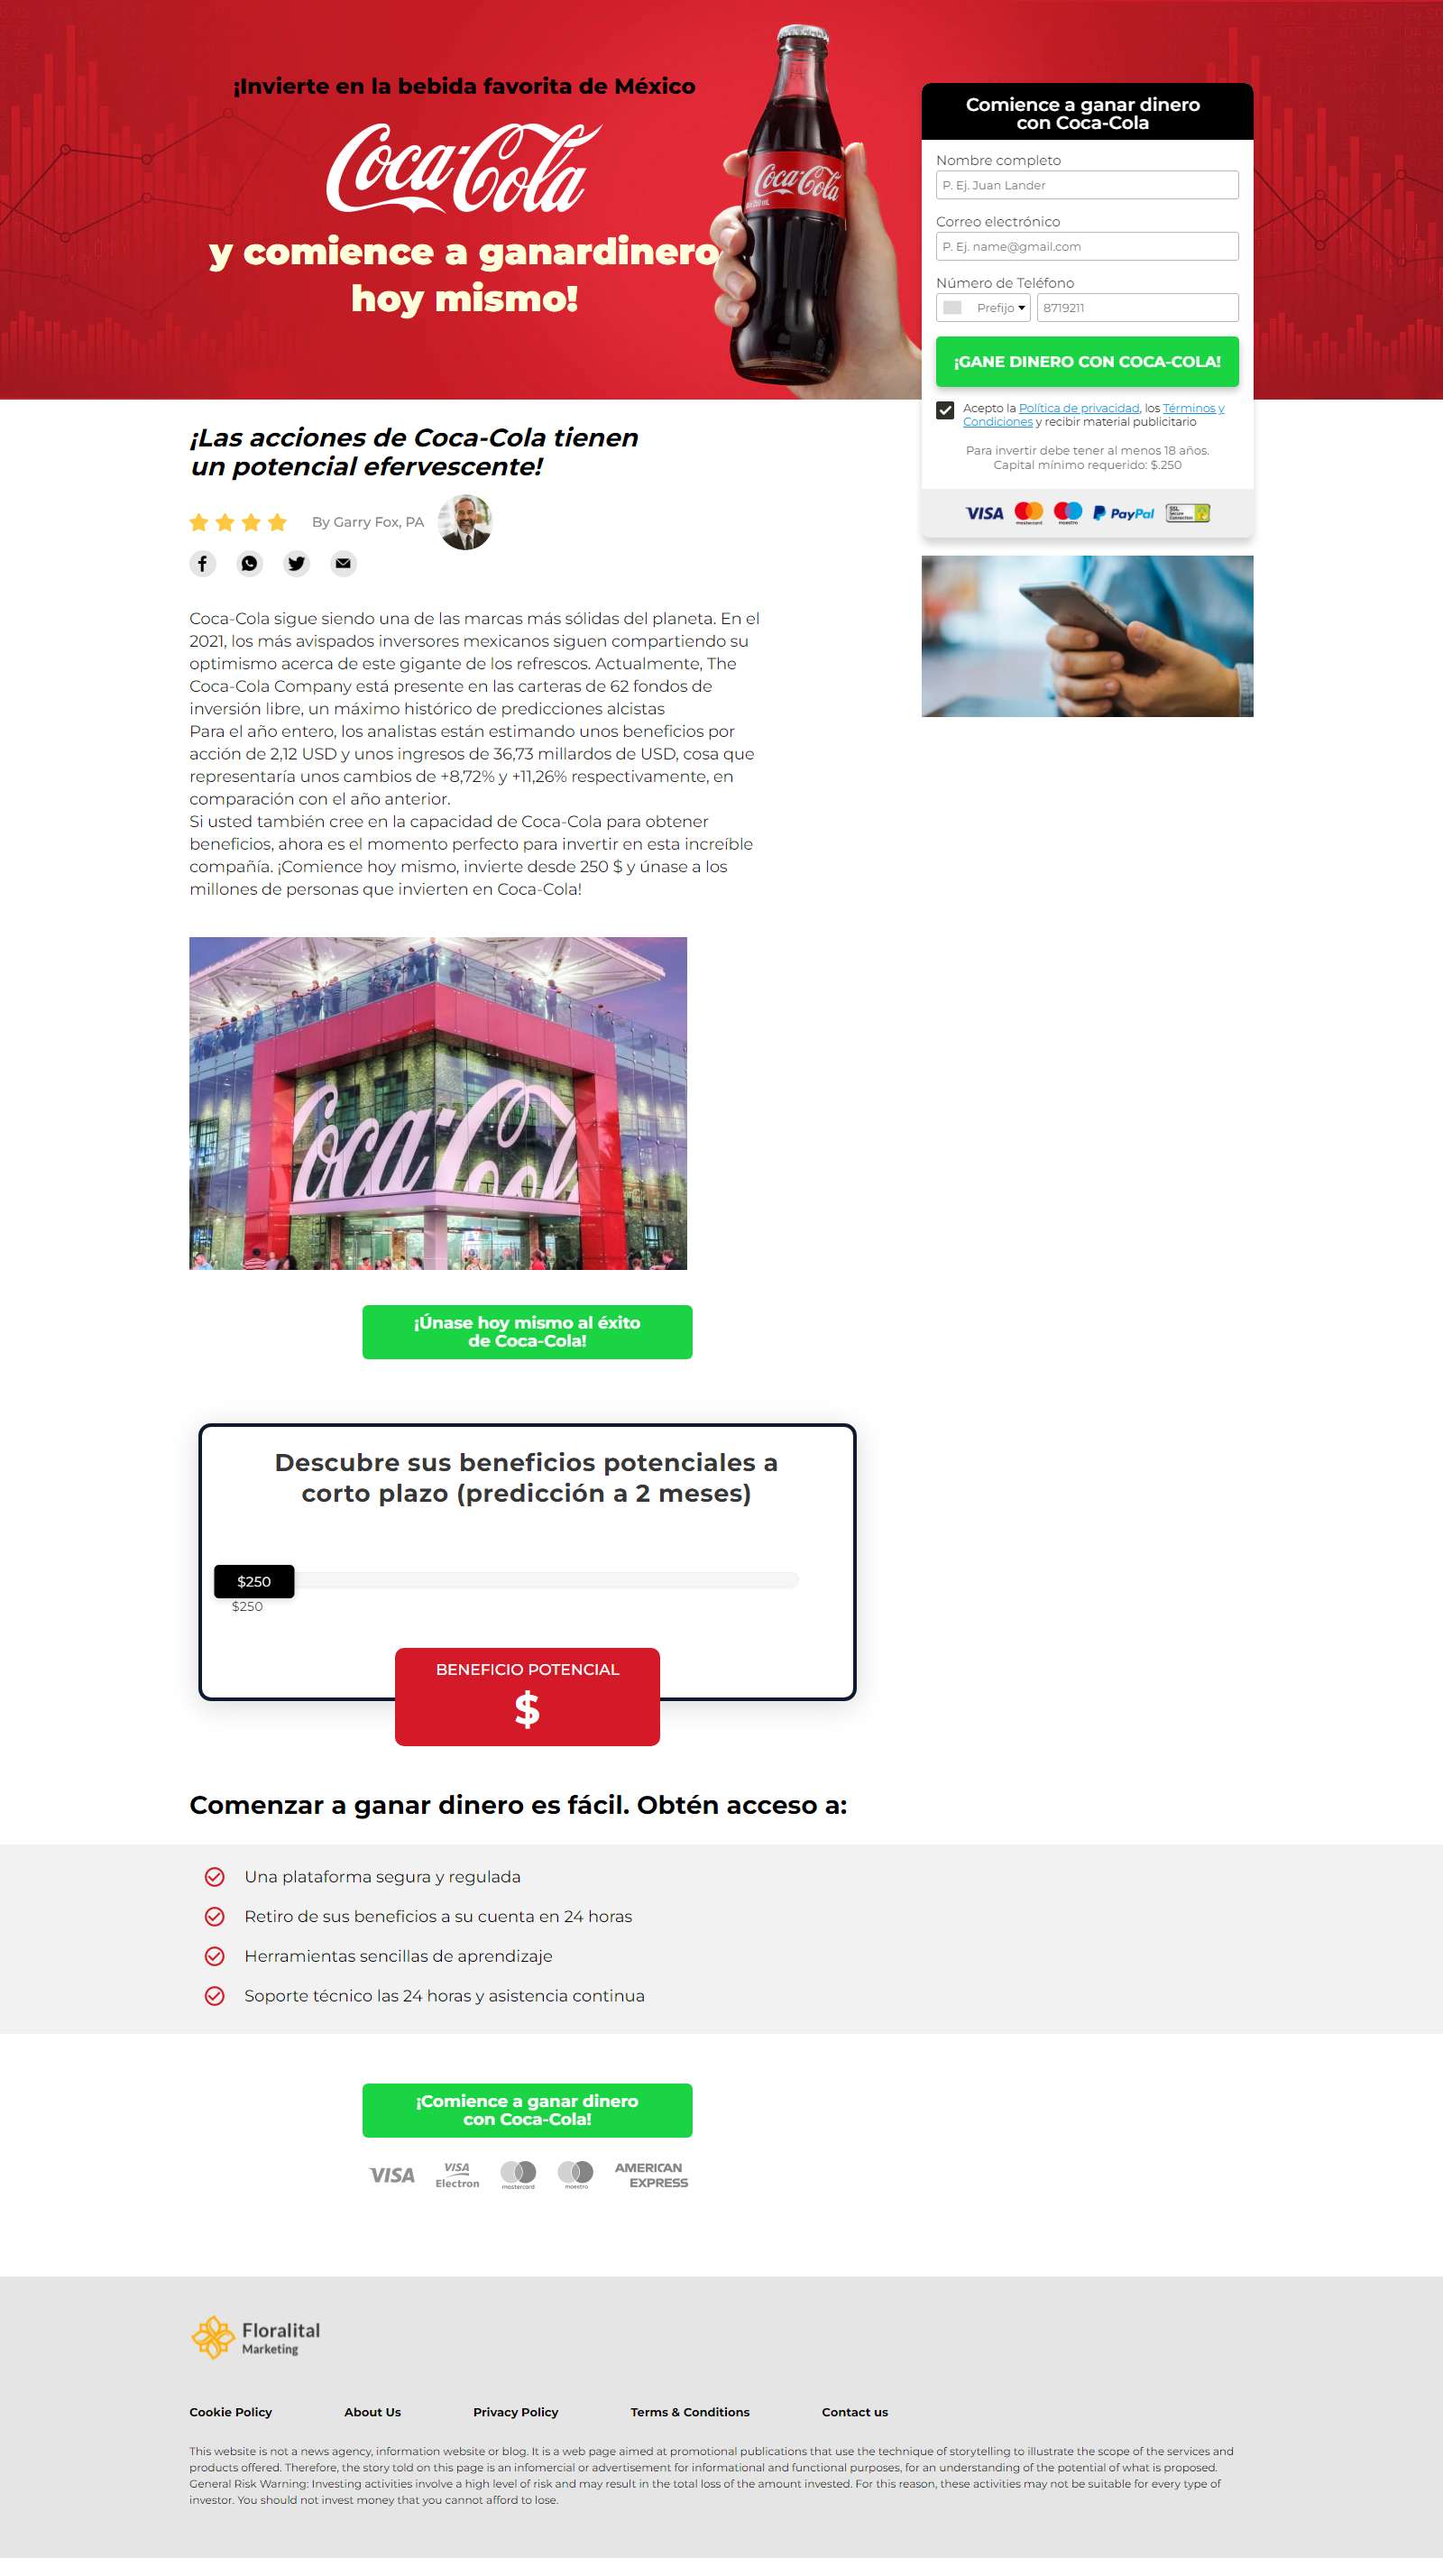 ¡Invierte en la bebida favorita de México
Coca-Cola
y comience a ganardinero
hoy mismo!
Coca-Cola
Comience a ganar dinero
con Coca-Cola
Nombre completo
P. Ej. Juan Lander
Correo electrónico
P. Ej. name@gmail.com
Número de Teléfono
Prefijo 8719211
¡GANE DINERO CON COCA-COLA!
Acepto la Política de privacidad, los Términos y
Condiciones y recibir material publicitario
Para invertir debe tener al menos 18 años.
Capital mínimo requerido: $.250
VISA mastercard maestro PayPal SSL Secure Connection
¡Las acciones de Coca-Cola tienen
un potencial efervescente!
By Garry Fox, PA
Coca-Cola sigue siendo una de las marcas más sólidas del planeta. En el
2021, los más avispados inversores mexicanos siguen compartiendo su
optimismo acerca de este gigante de los refrescos. Actualmente, The
Coca-Cola Company está presente en las carteras de 62 fondos de
inversión libre, un máximo histórico de predicciones alcistas
Para el año entero, los analistas están estimando unos beneficios por
acción de 2,12 USD y unos ingresos de 36,73 millardos de USD, cosa que
representaría unos cambios de +8,72% y +11,26% respectivamente, en
comparación con el año anterior.
Si usted también cree en la capacidad de Coca-Cola para obtener
beneficios, ahora es el momento perfecto para invertir en esta increíble
compañía. ¡Comience hoy mismo, invierte desde 250 $ y únase a los
millones de personas que invierten en Coca-Cola!
Coca-Cola
¡Únase hoy mismo al éxito
de Coca-Cola!
Descubre sus beneficios potenciales a
corto plazo (predicción a 2 meses)
$250
$250
BENEFICIO POTENCIAL
$
Comenzar a ganar dinero es fácil. Obtén acceso a:
Una plataforma segura y regulada
Retiro de sus beneficios a su cuenta en 24 horas
Herramientas sencillas de aprendizaje
Soporte técnico las 24 horas y asistencia continua
¡Comience a ganar dinero
con Coca-Cola!
VISA VISA Electron mastercard maestro AMERICAN EXPRESS
Floralital
Marketing
Cookie Policy About Us Privacy Policy Terms & Conditions Contact us
This website is not a news agency, information website or blog. It is a web page aimed at promotional publications that use the technique of storytelling to illustrate the scope of the services and
products offered. Therefore, the story told on this page is an infomercial or advertisement for informational and functional purposes, for an understanding of the potential of what is proposed.
General Risk Warning: Investing activities involve a high level of risk and may result in the total loss of the amount invested. For this reason, these activities may not be suitable for every type of
investor. You should not invest money that you cannot afford to lose.